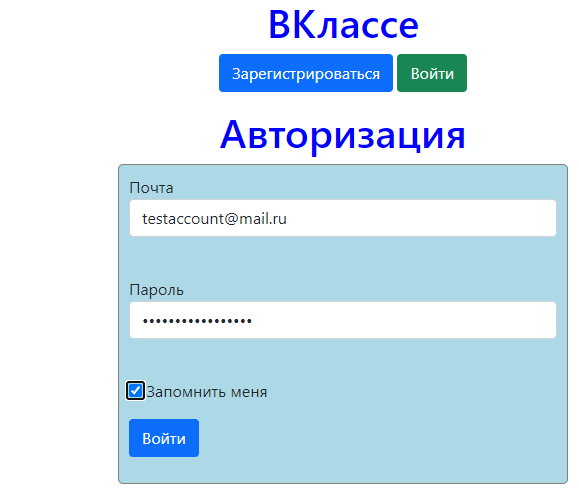 ВКлассе
Зарегистрироваться Войти
Авторизация
Почта
testaccount@mail.ru
Пароль
•••••••••••••••••
Запомнить меня
Войти